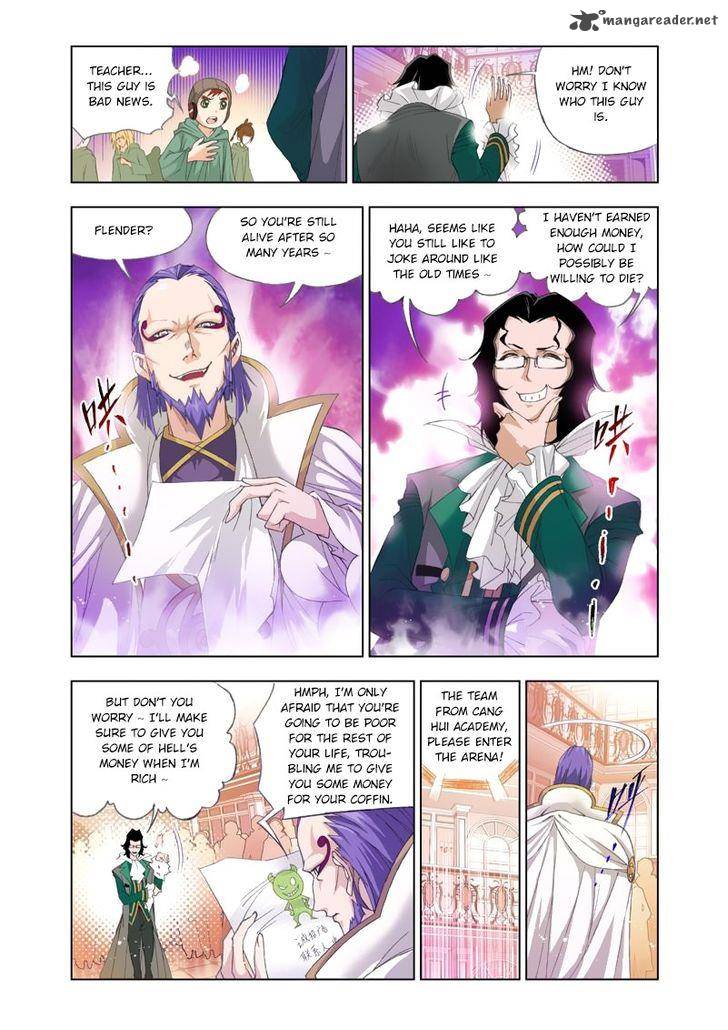 mangareader.net
TEACHER...
THIS GUY IS
BAD NEWS.
HM! DON'T
WORRY I KNOW
WHO THIS GUY
IS.
FLENDER?
SO YOU'RE STILL
ALIVE AFTER SO
MANY YEARS ~
HAHA, SEEMS LIKE
YOU STILL LIKE TO
JOKE AROUND LIKE
THE OLD TIMES ~
I HAVEN'T EARNED
ENOUGH MONEY,
HOW COULD I
POSSIBLY BE
WILLING TO DIE?
哄
哄
BUT DON'T YOU
WORRY ~ I'LL MAKE
SURE TO GIVE YOU
SOME OF HELL'S
MONEY WHEN I'M
RICH ~
HMPH, I'M ONLY
AFRAID THAT YOU'RE
GOING TO BE POOR
FOR THE REST OF
YOUR LIFE, TROU-
BLING ME TO GIVE
YOU SOME MONEY
FOR YOUR COFFIN.
THE TEAM
FROM CANG
HUI ACADEMY,
PLEASE ENTER
THE ARENA!